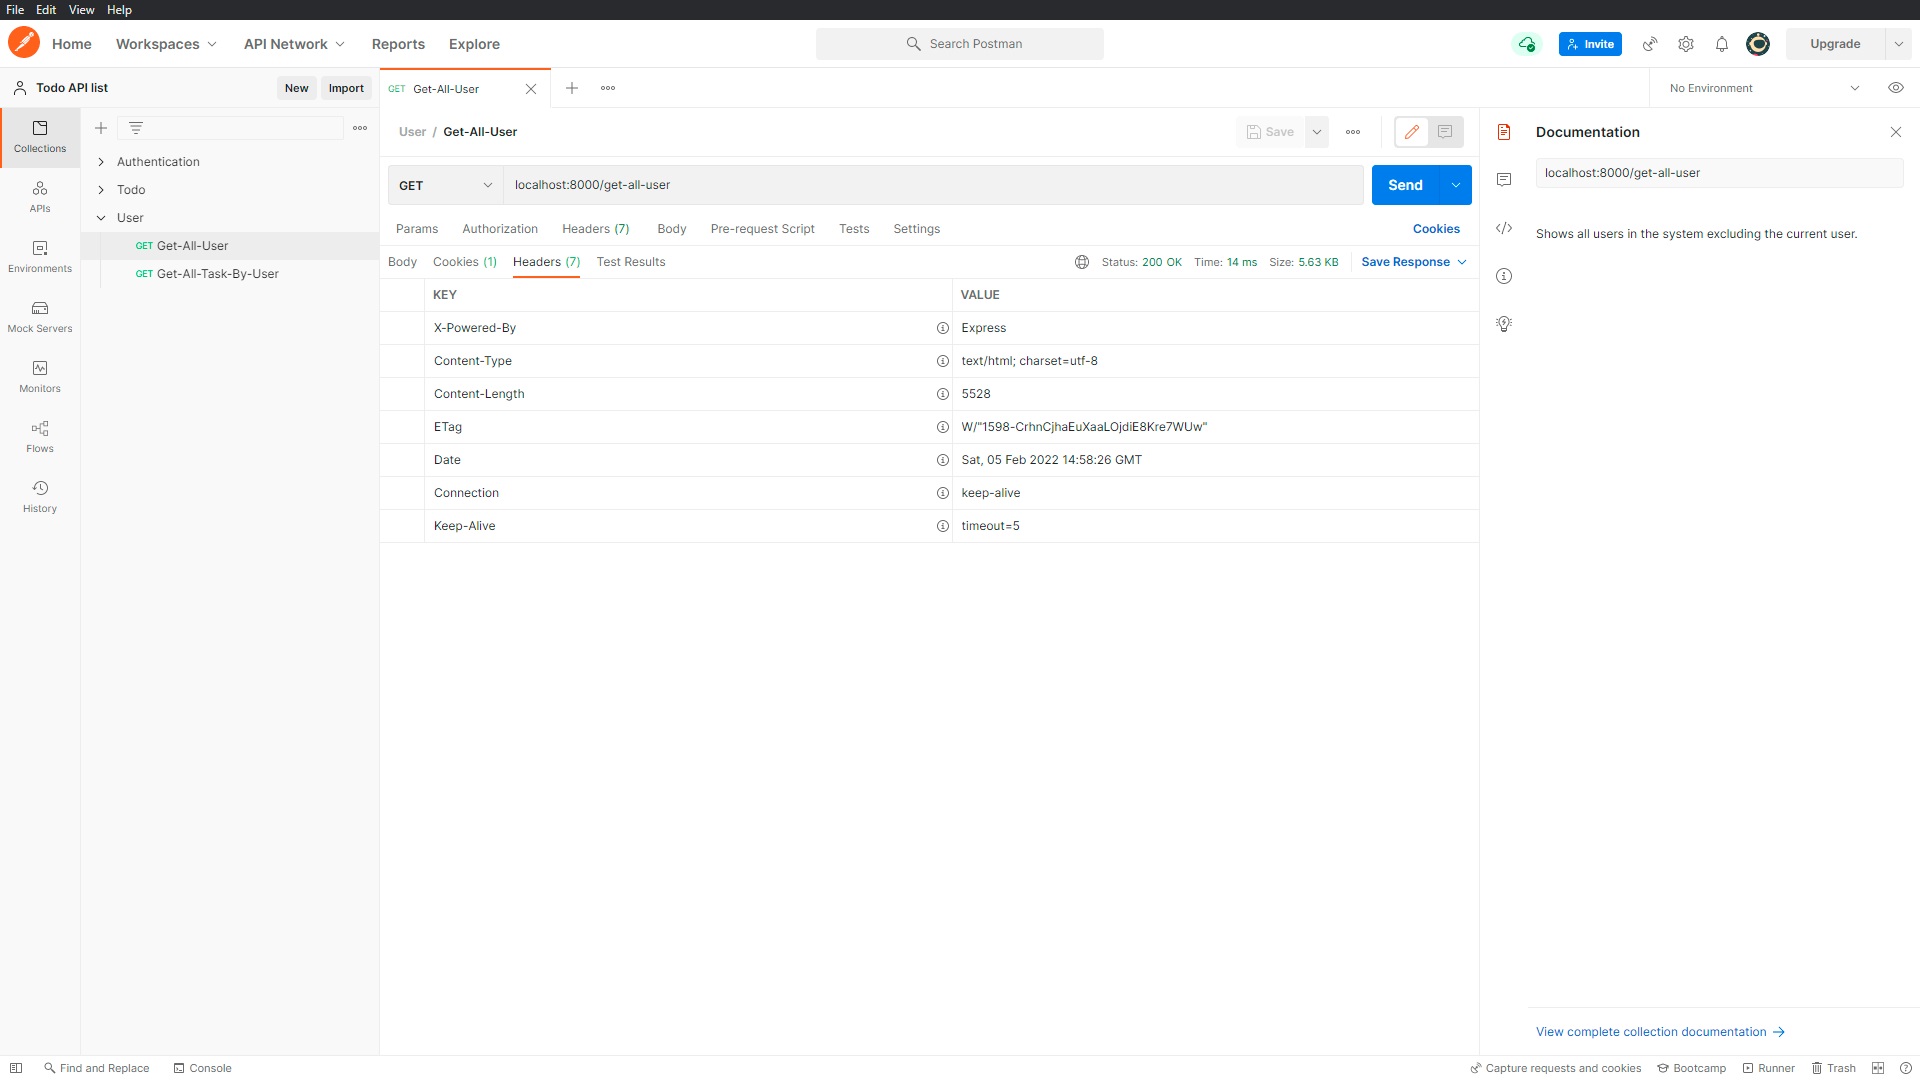 File Edit View Help
Home Workspaces API Network Reports Explore Search Postman Invite Upgrade
Todo API list New Import GET Get-All-User No Environment
User / Get-All-User Save Documentation
GET localhost:8000/get-all-user Send localhost:8000/get-all-user
Params Authorization Headers (7) Body Pre-request Script Tests Settings Cookies
Shows all users in the system excluding the current user.
Body Cookies (1) Headers (7) Test Results Status: 200 OK Time: 14 ms Size: 5.63 KB Save Response
Collections
APIs
Environments
Mock Servers
Monitors
Flows
History
Authentication
Todo
User
GET Get-All-User
GET Get-All-Task-By-User
KEY VALUE
X-Powered-By Express
Content-Type text/html; charset=utf-8
Content-Length 5528
ETag W/"1598-CrhnCjhaEuXaaLOjdiE8Kre7WUw"
Date Sat, 05 Feb 2022 14:58:26 GMT
Connection keep-alive
Keep-Alive timeout=5
View complete collection documentation
Find and Replace Console Capture requests and cookies Bootcamp Runner Trash